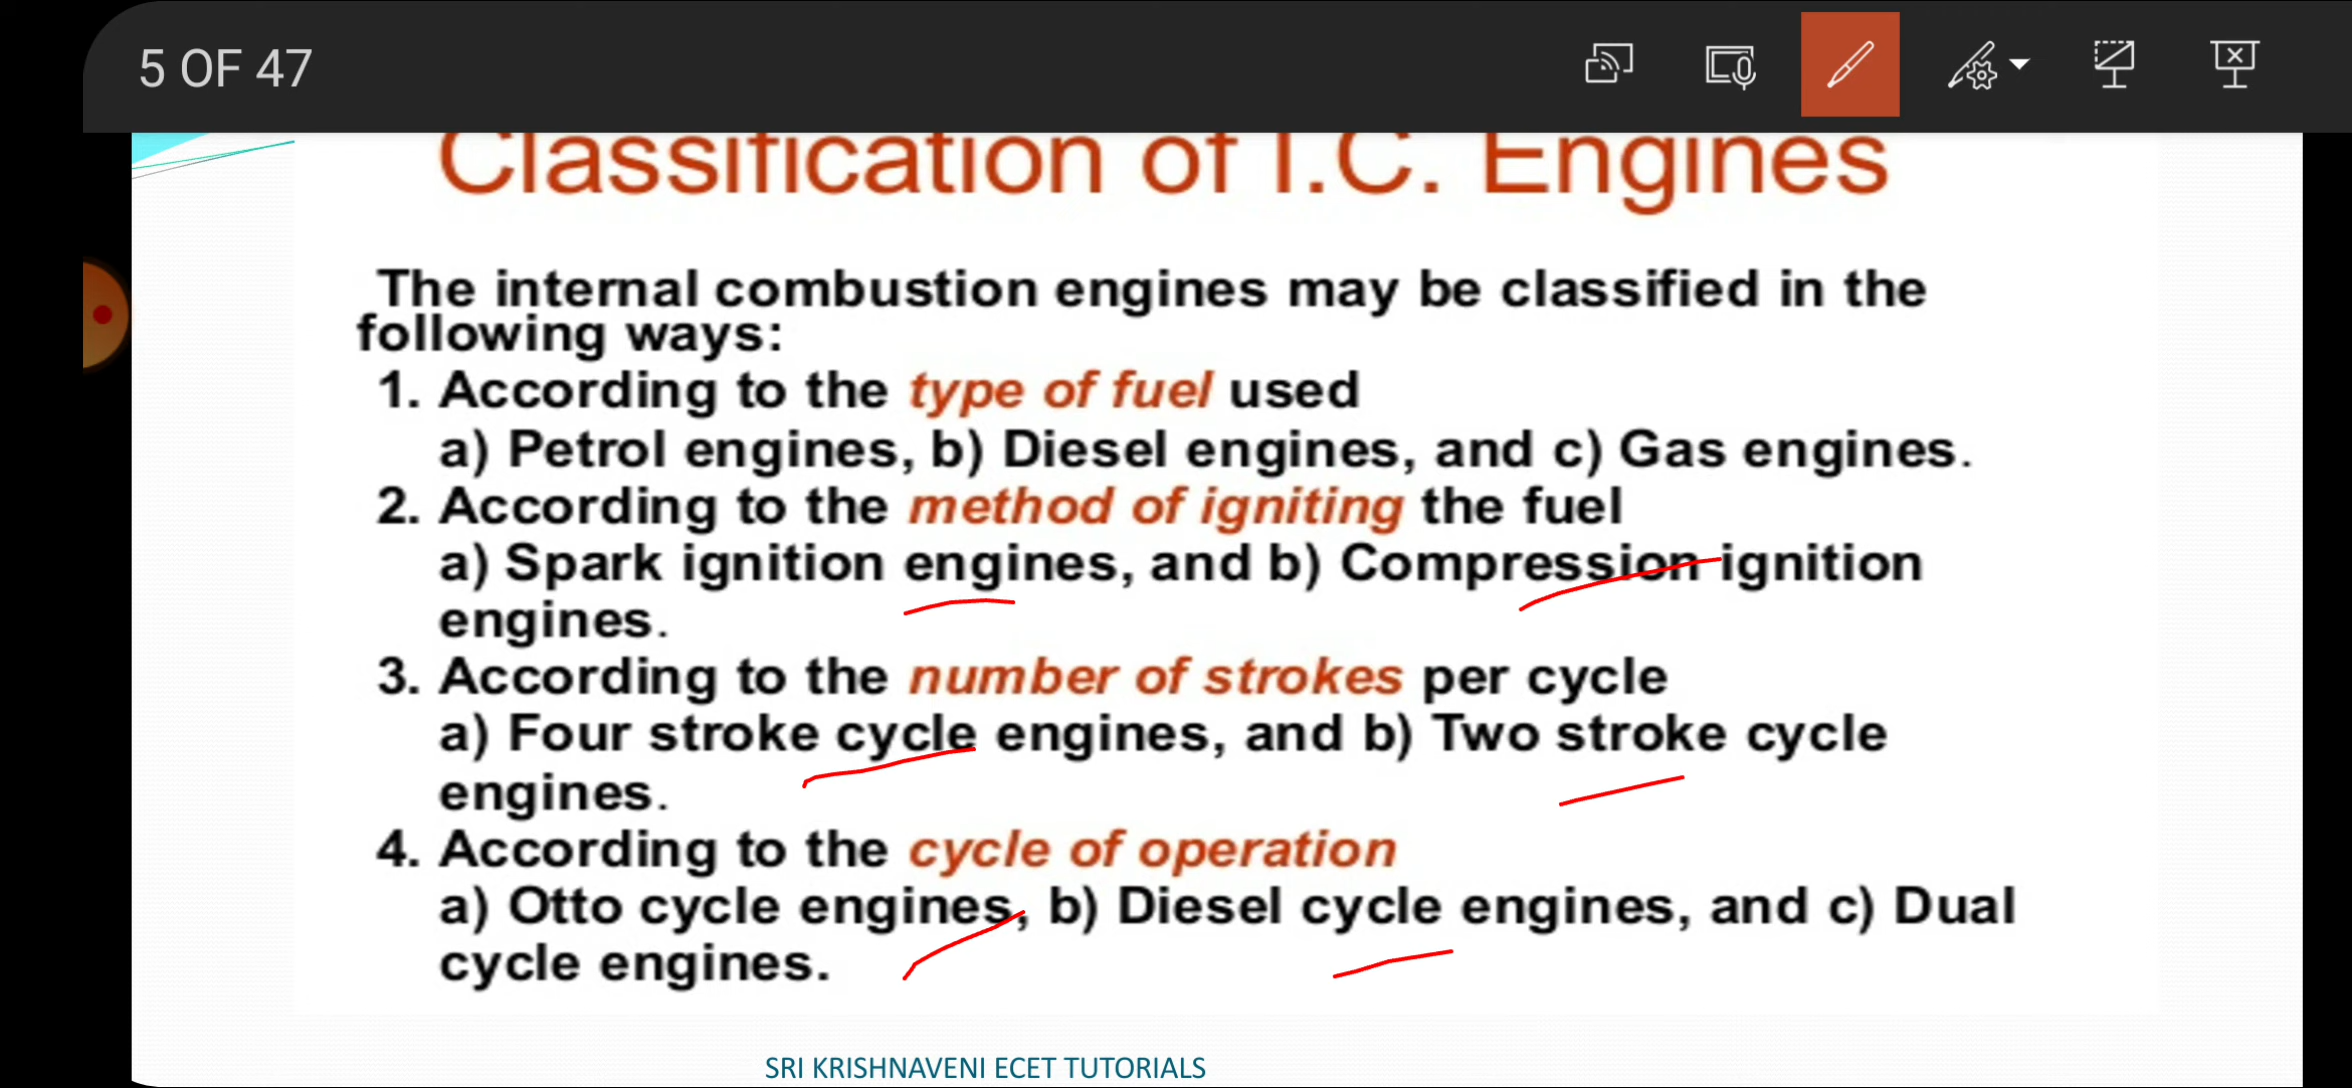 5 OF 47
Classification of I.C. Engines
The internal combustion engines may be classified in the
following ways:
1. According to the type of fuel used
a) Petrol engines, b) Diesel engines, and c) Gas engines.
2. According to the method of igniting the fuel
a) Spark ignition engines, and b) Compression ignition
engines.
3. According to the number of strokes per cycle
a) Four stroke cycle engines, and b) Two stroke cycle
engines.
4. According to the cycle of operation
a) Otto cycle engines, b) Diesel cycle engines, and c) Dual
cycle engines.
SRI KRISHNAVENI ECET TUTORIALS